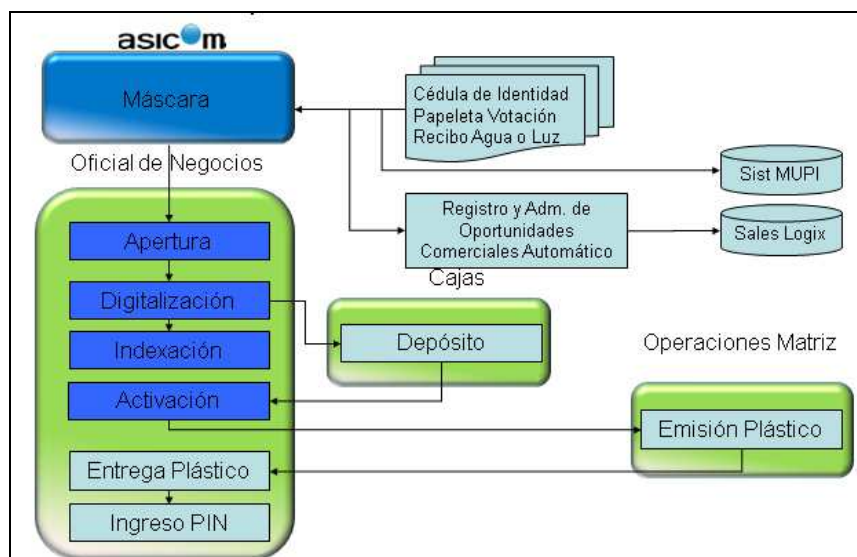 asicom
Máscara
Cédula de Identidad
Papeleta Votación
Recibo Agua o Luz
Oficial de Negocios
Sist MUPI
Registro y Adm. de
Oportunidades
Comerciales Automático
Sales Logix
Apertura
Cajas
Digitalización
Depósito
Indexación
Operaciones Matriz
Activación
Emisión Plástico
Entrega Plástico
Ingreso PIN